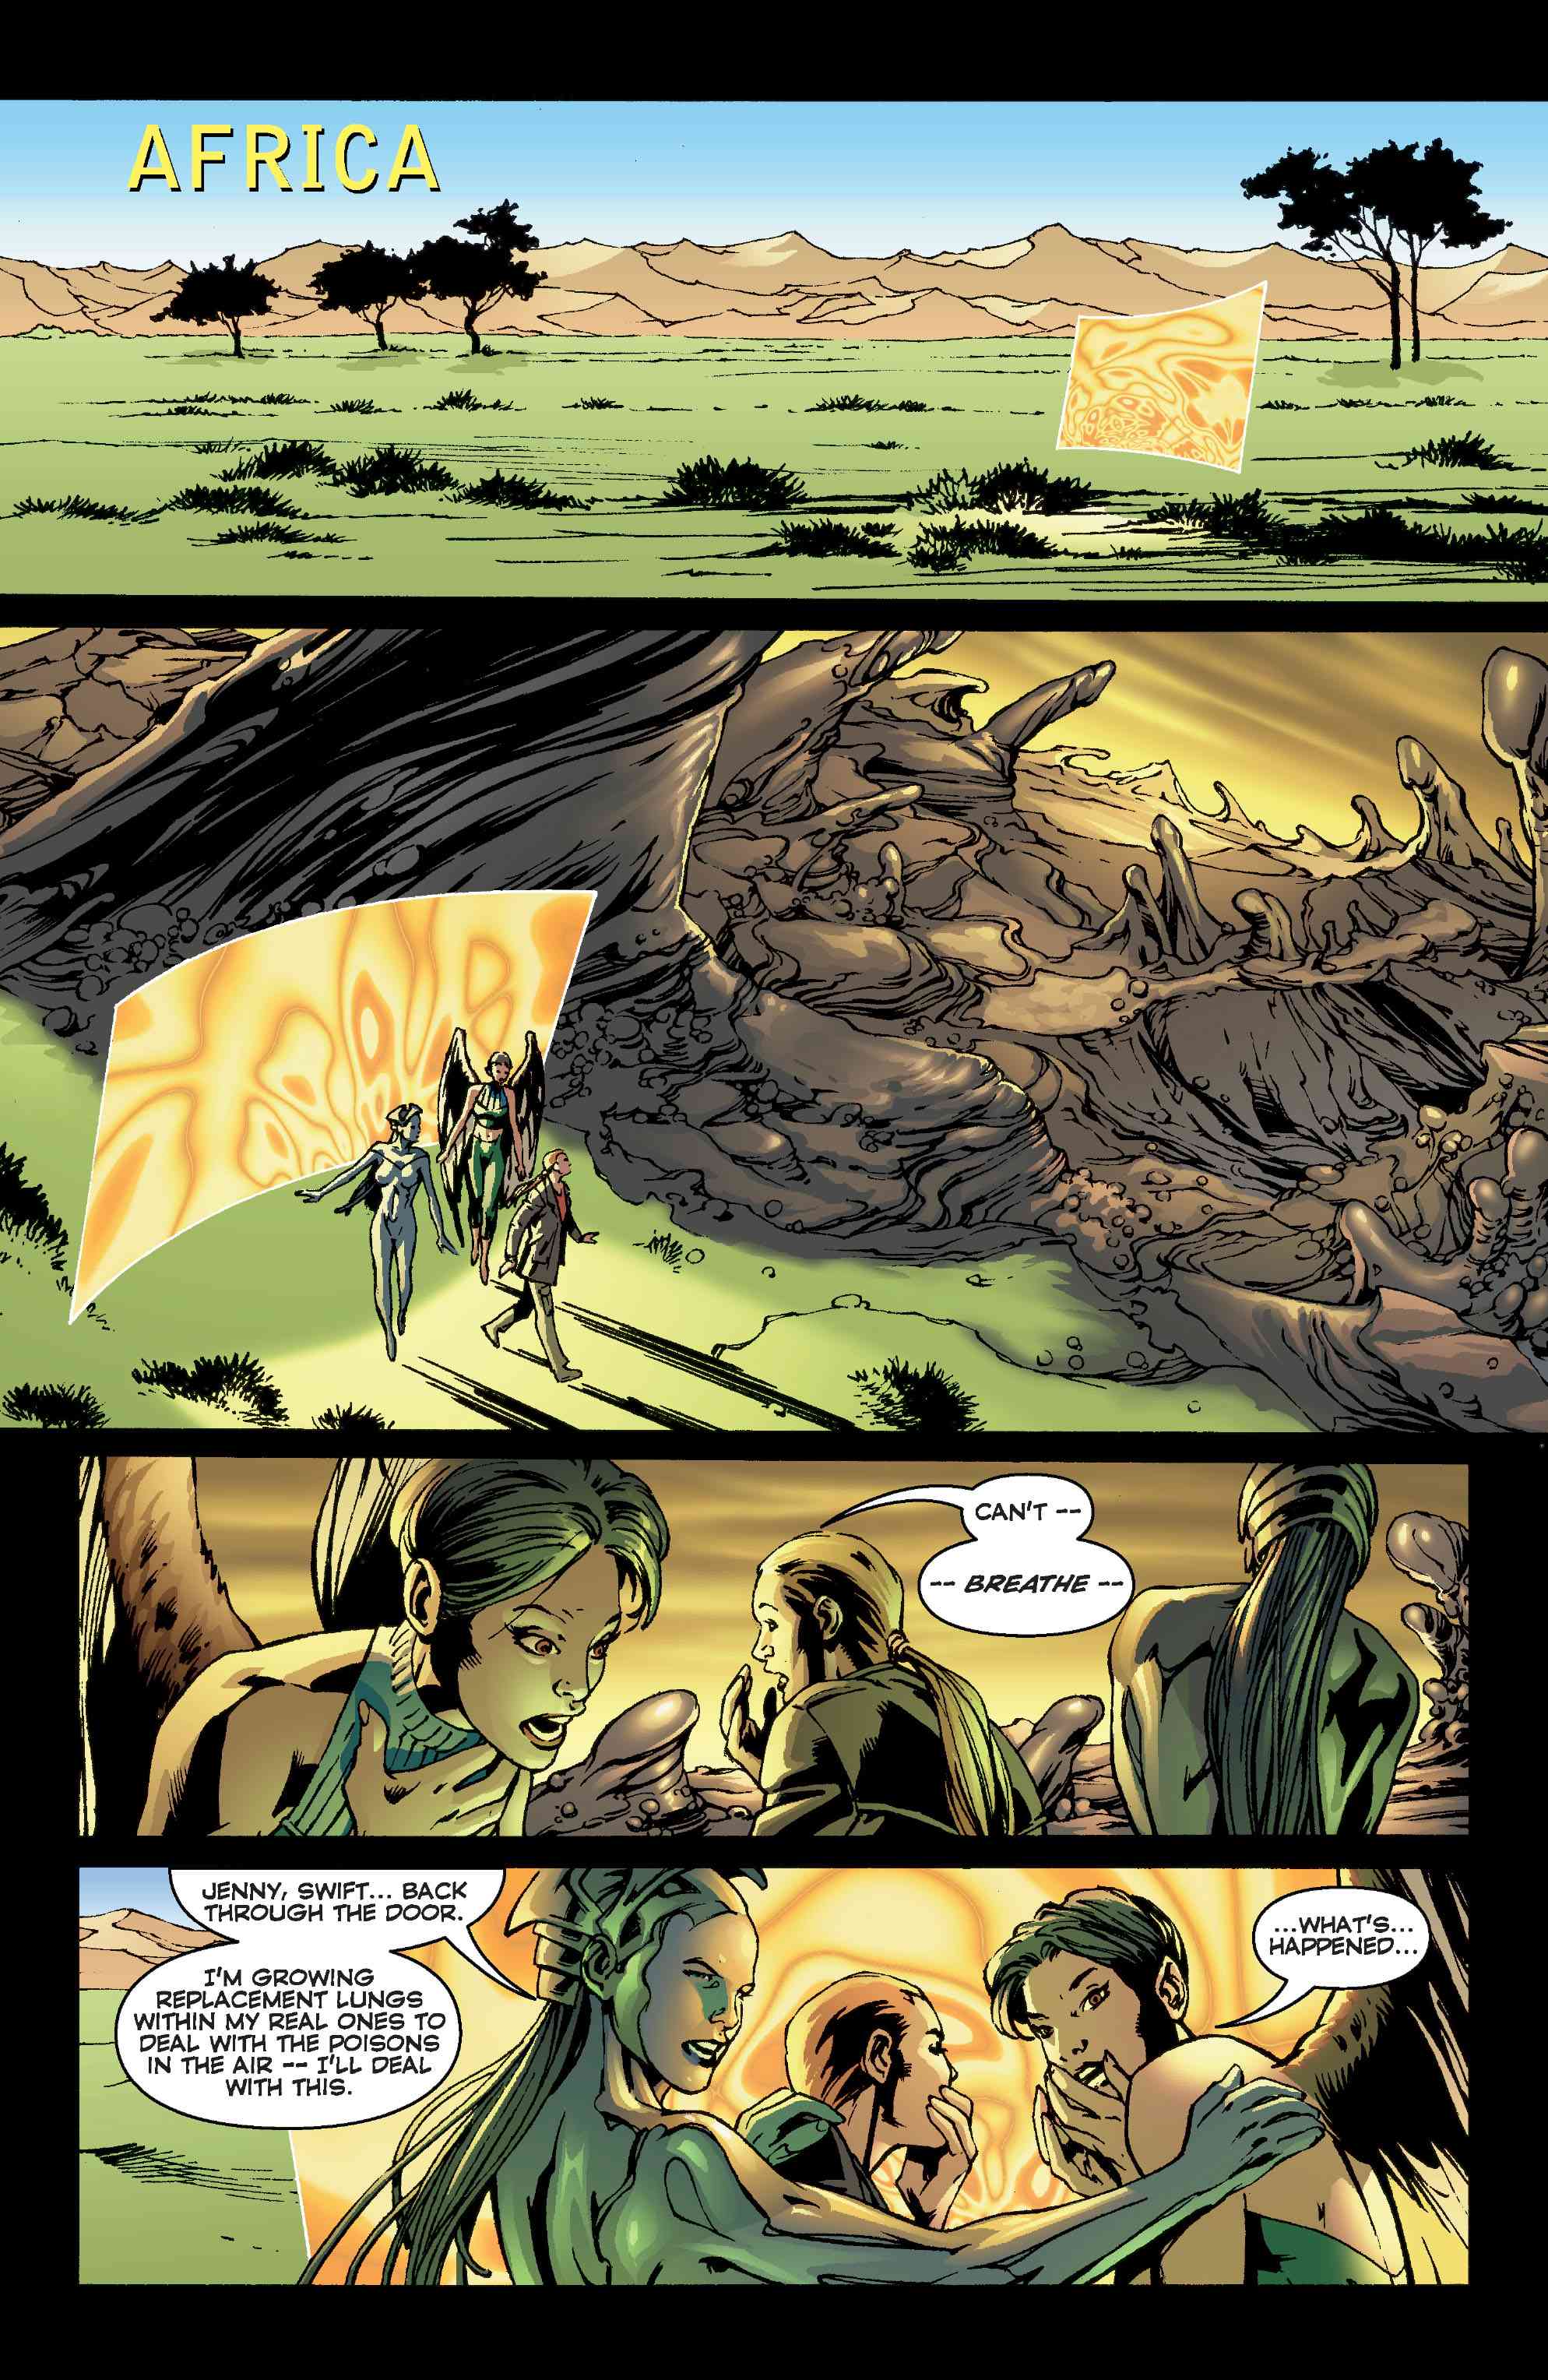 AFRICA
CAN'T --
-- BREATHE --
JENNY, SWIFT... BACK
THROUGH THE DOOR.
I'M GROWING
REPLACEMENT LUNGS
WITHIN MY REAL ONES TO
DEAL WITH THE POISONS
IN THE AIR -- I'LL DEAL
WITH THIS.
...WHAT'S...
HAPPENED...